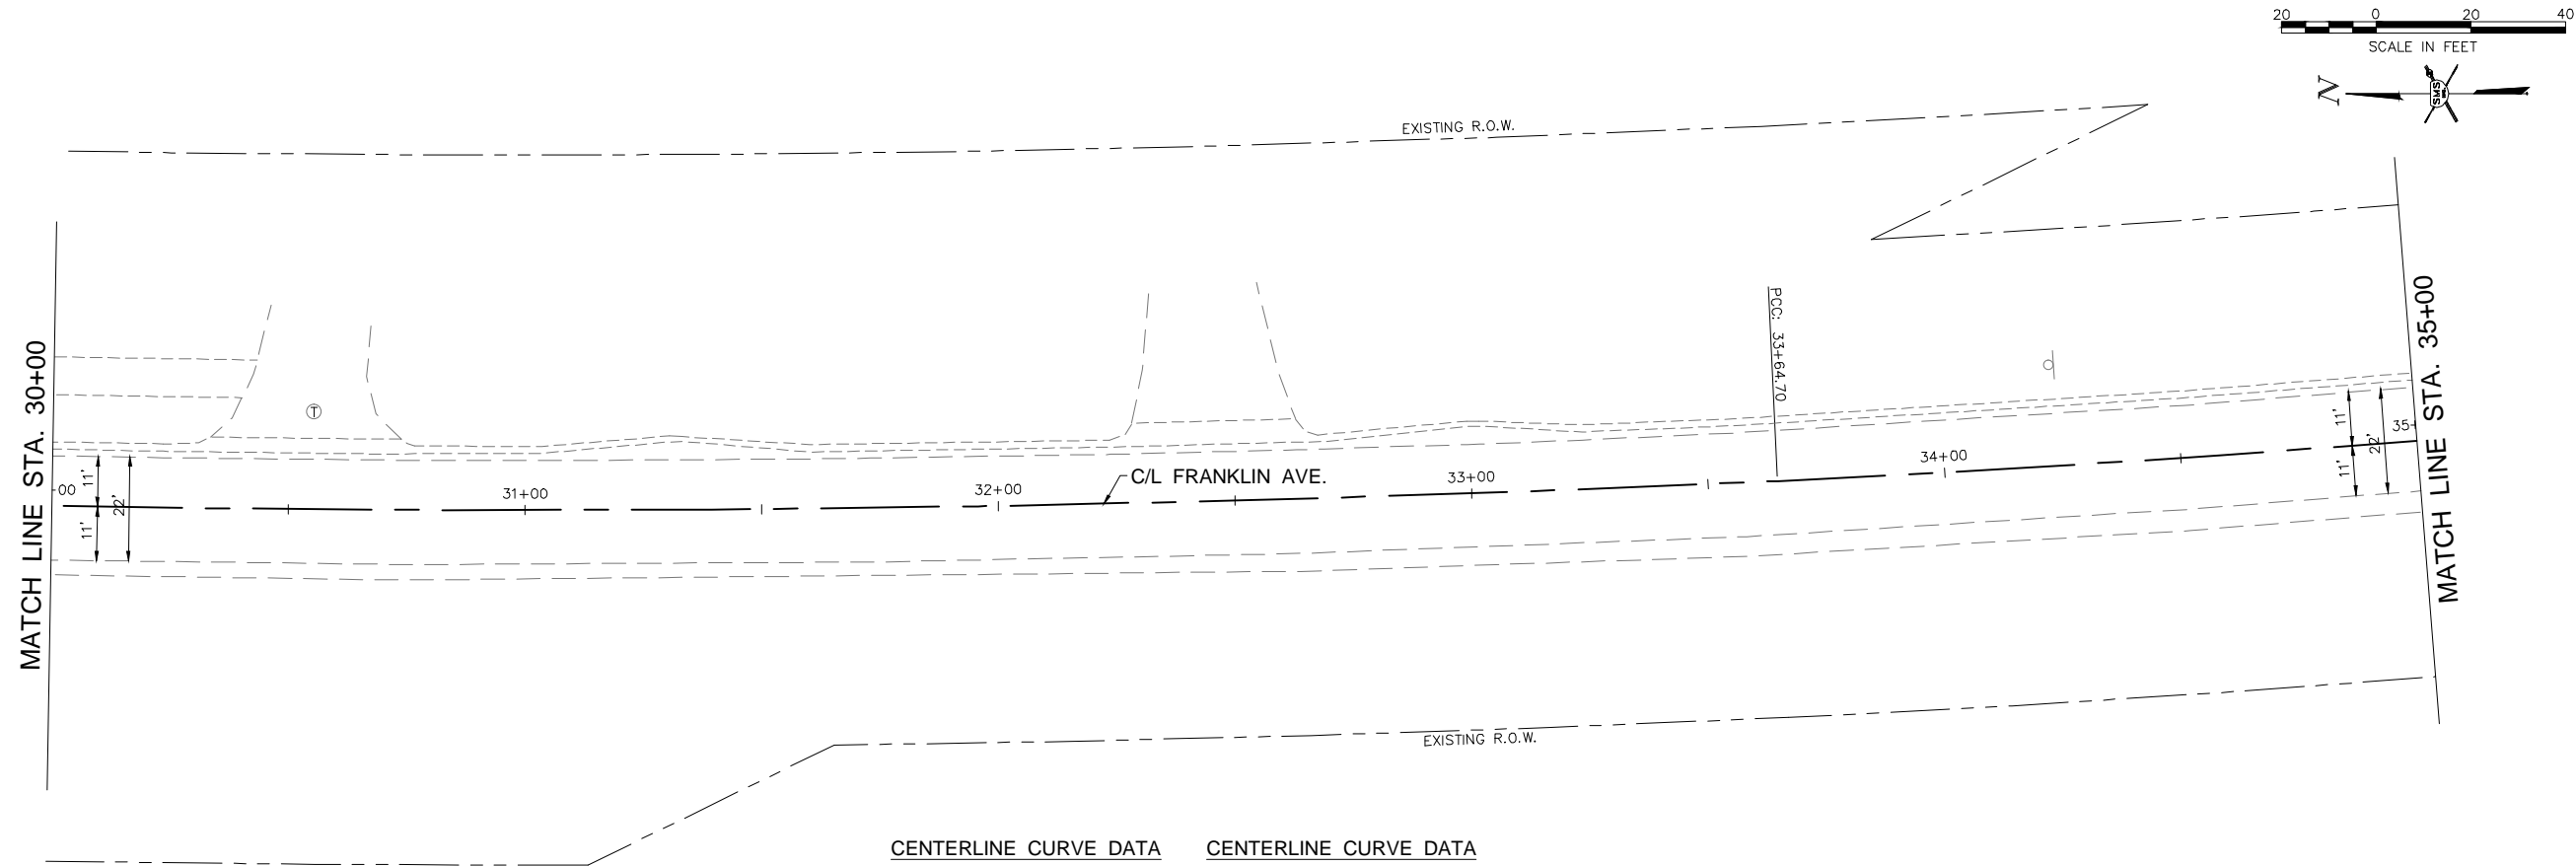 20 0 20 40
SCALE IN FEET
N
SMS
EXISTING R.O.W.
MATCH LINE STA. 30+00
MATCH LINE STA. 35+00
PCC: 33+64.70
T
11'
11'
22'
00
31+00
32+00
C/L FRANKLIN AVE.
33+00
34+00
35
11'
11'
22'
EXISTING R.O.W.
CENTERLINE CURVE DATA
CENTERLINE CURVE DATA